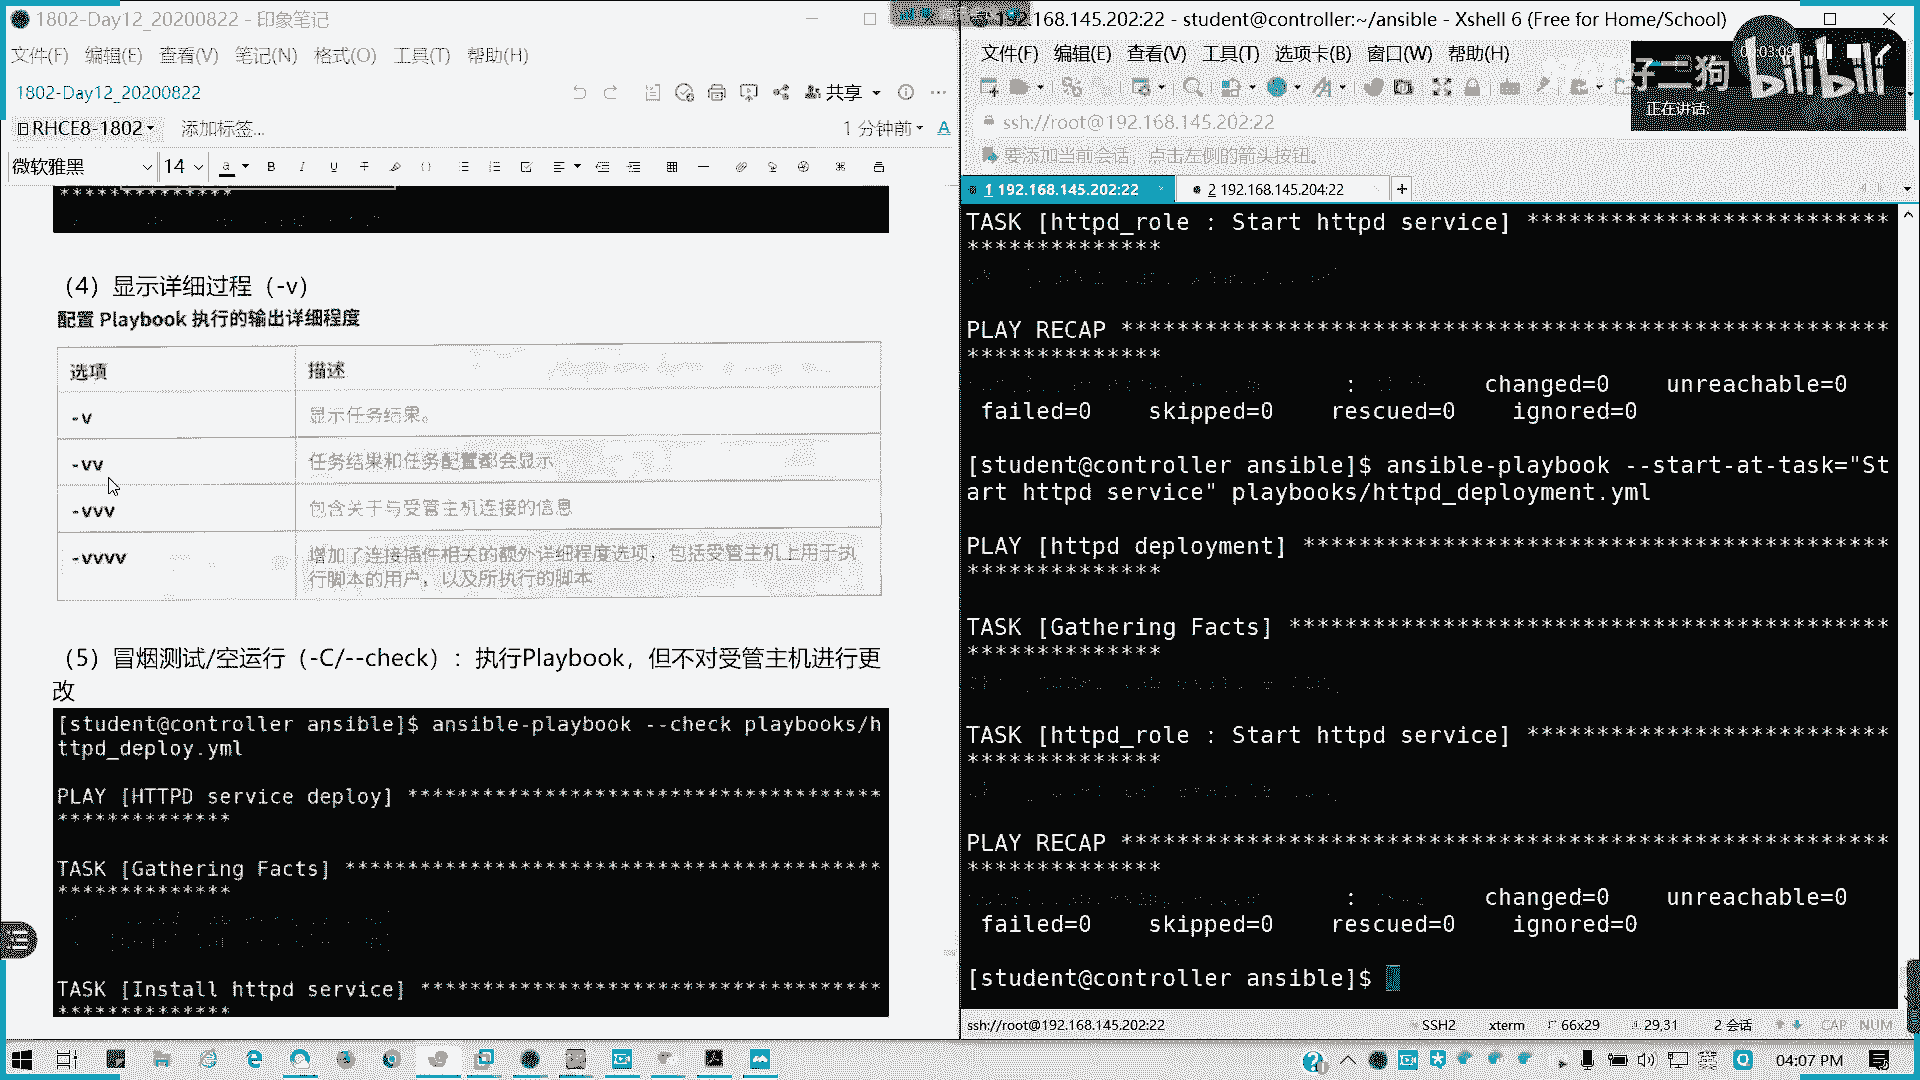 1802-Day12_20200822 - 印象笔记
文件(F) 编辑(E) 查看(V) 笔记(N) 格式(O) 工具(T) 帮助(H)
1802-Day12_20200822
共享
RHCE8-1802
添加标签...
1 分钟前
微软雅黑
14
**************
（4）显示详细过程（-v）
配置 Playbook 执行的输出详细程度
选项 描述
-v 显示任务结果。
-vv 任务结果和任务配置都会显示
-vvv 包含关于与受管主机连接的信息
-vvvv 增加了连接插件相关的额外详细程度选项，包括受管主机上用于执
行脚本的用户，以及所执行的脚本
（5）冒烟测试/空运行（-C/--check）：执行Playbook，但不对受管主机进行更
改
[student@controller ansible]$ ansible-playbook --check playbooks/h
ttpd_deploy.yml
PLAY [HTTPD service deploy] **************************************
**************
TASK [Gathering Facts] *******************************************
**************
TASK [Install httpd service] *************************************
**************
192.168.145.202:22 - student@controller:~/ansible - Xshell 6 (Free for Home/School)
文件(F) 编辑(E) 查看(V) 工具(T) 选项卡(B) 窗口(W) 帮助(H)
仔二狗
bilibili
正在讲话:
ssh://root@192.168.145.202:22
要添加当前会话，点击左侧的箭头按钮。
1 192.168.145.202:22
2 192.168.145.204:22
TASK [httpd_role : Start httpd service] **************************
**************
PLAY RECAP *******************************************************
**************
: changed=0 unreachable=0
failed=0 skipped=0 rescued=0 ignored=0
[student@controller ansible]$ ansible-playbook --start-at-task="St
art httpd service" playbooks/httpd_deployment.yml
PLAY [httpd deployment] ******************************************
**************
TASK [Gathering Facts] *******************************************
**************
TASK [httpd_role : Start httpd service] **************************
**************
PLAY RECAP *******************************************************
**************
: changed=0 unreachable=0
failed=0 skipped=0 rescued=0 ignored=0
[student@controller ansible]$
ssh://root@192.168.145.202:22
SSH2
xterm
66x29
29,31
2 会话
CAP NUM
04:07 PM